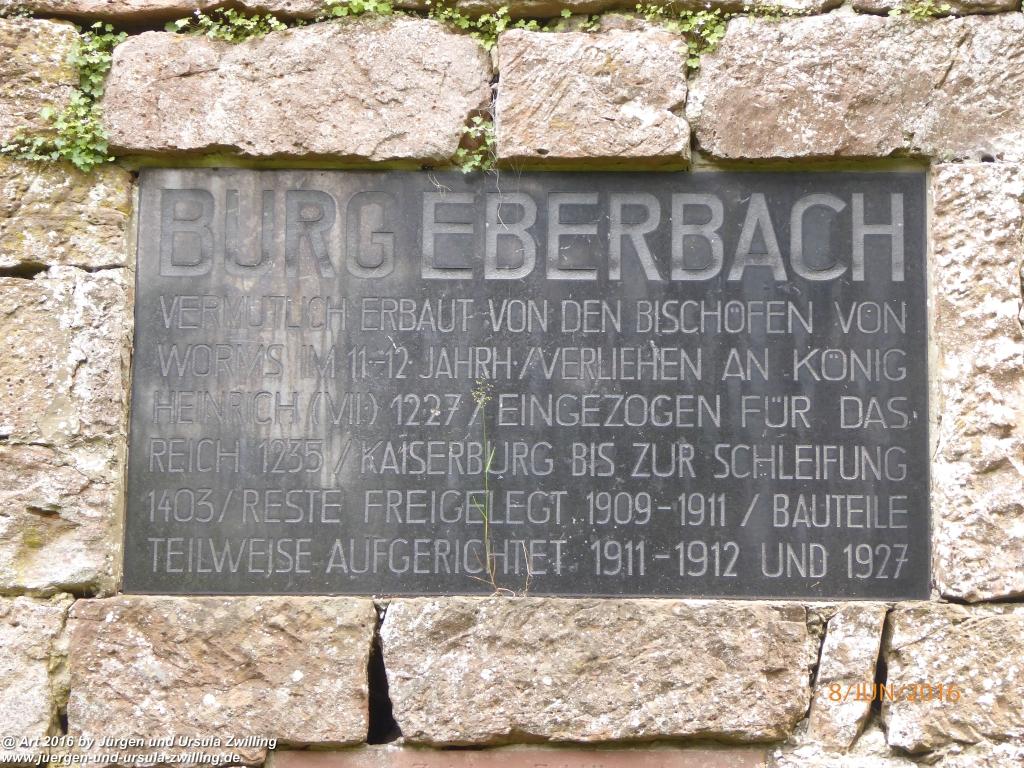 BURG EBERBACH
VERMUTLICH ERBAUT VON DEN BISCHÖFEN VON
WORMS IM 11-12 JAHRH·/VERLIEHEN AN KÖNIG
HEINRICH (VII·) 1227/EINGEZOGEN FÜR DAS
REICH 1235/KAISERBURG BIS ZUR SCHLEIFUNG
1403/RESTE FREIGELEGT 1909-1911/BAUTEILE
TEILWEISE AUFGERICHTET 1911-1912 UND 1927
8/JUN/2016
@ Art 2016 by Jürgen und Ursula Zwilling
www.juergen-und-ursula-zwilling.de/